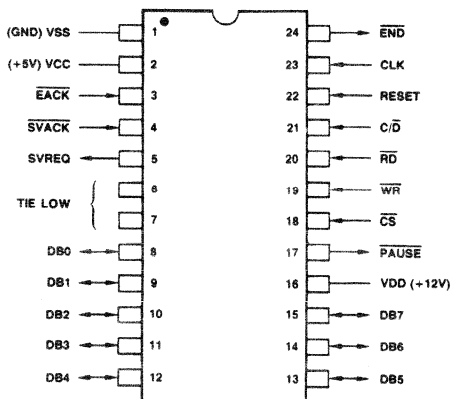 (GND) VSS 1 24 END
(+5V) VCC 2 23 CLK
EACK 3 22 RESET
SVACK 4 21 C/D
SVREQ 5 20 RD
6 19 WR
TIE LOW
7 18 CS
DB0 8 17 PAUSE
DB1 9 16 VDD (+12V)
DB2 10 15 DB7
DB3 11 14 DB6
DB4 12 13 DB5